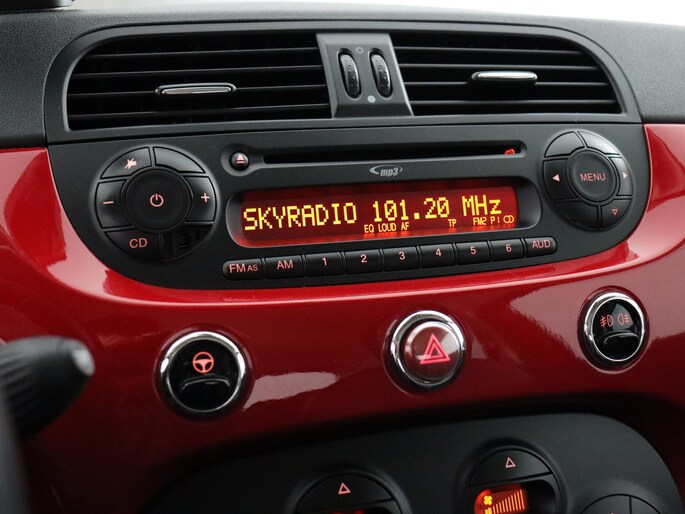 mp3
MENU
SKYRADIO 101.20 MHz
EQ LOUD AF TP FM2 PI CD
CD
FM AS AM 1 2 3 4 5 6 AUD